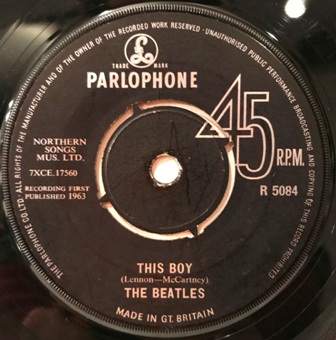 THE PARLOPHONE CO.LTD. ALL RIGHTS OF THE MANUFACTURER AND OF THE OWNER OF THE RECORDED WORK RESERVED · UNAUTHORISED PUBLIC PERFORMANCE BROADCASTING AND COPYING OF THIS RECORD PROHIBITED
£
TRADE MARK
PARLOPHONE
45
R.P.M.
NORTHERN
SONGS
MUS. LTD.
7XCE.17560
RECORDING FIRST
PUBLISHED 1963
R 5084
THIS BOY
(Lennon—McCartney)
THE BEATLES
MADE IN GT. BRITAIN